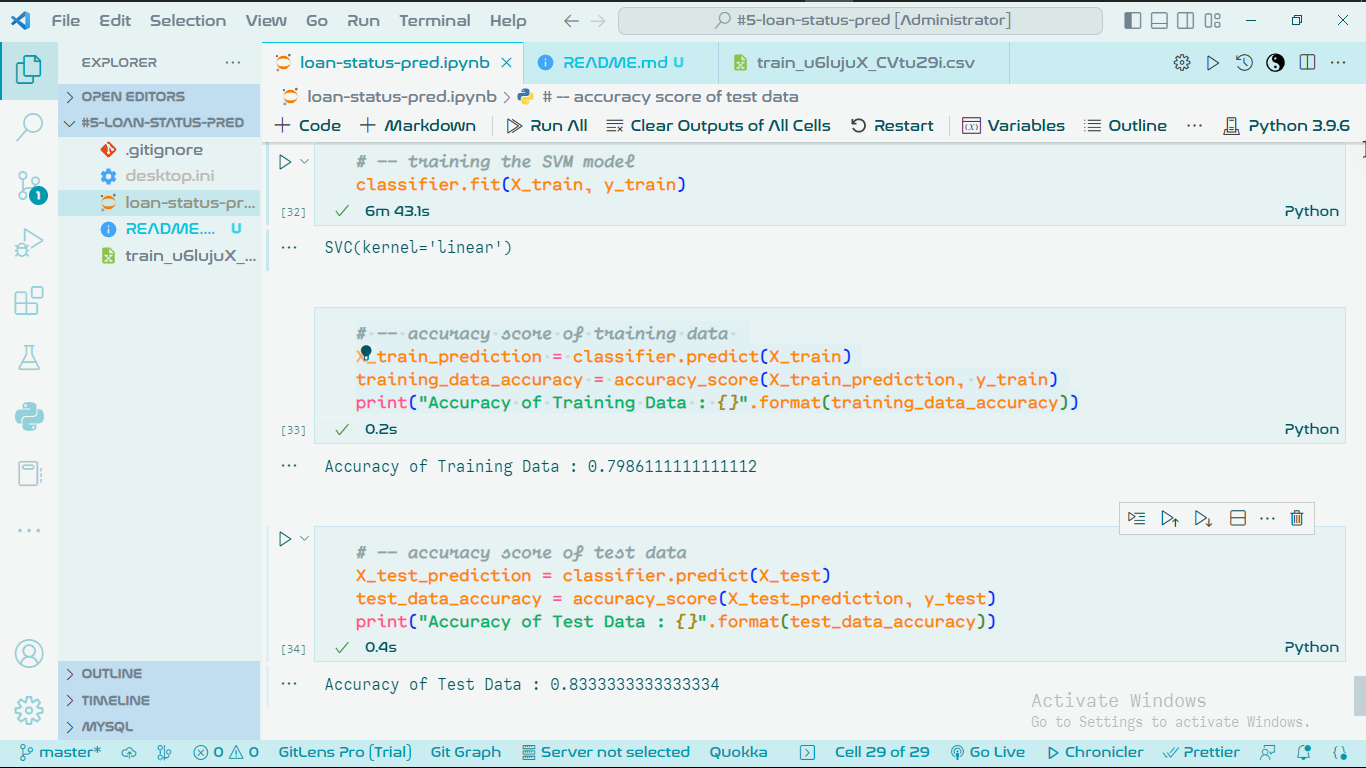 File Edit Selection View Go Run Terminal Help
#5-loan-status-pred [Administrator]
EXPLORER
loan-status-pred.ipynb
README.md U
train_u6lujuX_CVtuZ9i.csv
OPEN EDITORS
#5-LOAN-STATUS-PRED
.gitignore
desktop.ini
loan-status-pr...
README.... U
train_u6lujuX_...
OUTLINE
TIMELINE
MYSQL
1
loan-status-pred.ipynb > # -- accuracy score of test data
Code Markdown Run All Clear Outputs of All Cells Restart Variables Outline ... Python 3.9.6
# -- training the SVM model
classifier.fit(X_train, y_train)
[32] 6m 43.1s Python
SVC(kernel='linear')
# -- accuracy score of training data
X_train_prediction = classifier.predict(X_train)
training_data_accuracy = accuracy_score(X_train_prediction, y_train)
print("Accuracy of Training Data : {}".format(training_data_accuracy))
[33] 0.2s Python
Accuracy of Training Data : 0.7986111111111112
# -- accuracy score of test data
X_test_prediction = classifier.predict(X_test)
test_data_accuracy = accuracy_score(X_test_prediction, y_test)
print("Accuracy of Test Data : {}".format(test_data_accuracy))
[34] 0.4s Python
Accuracy of Test Data : 0.8333333333333334
Activate Windows
Go to Settings to activate Windows.
master* 0 0 GitLens Pro (Trial) Git Graph Server not selected Quokka Cell 29 of 29 Go Live Chronicler Prettier